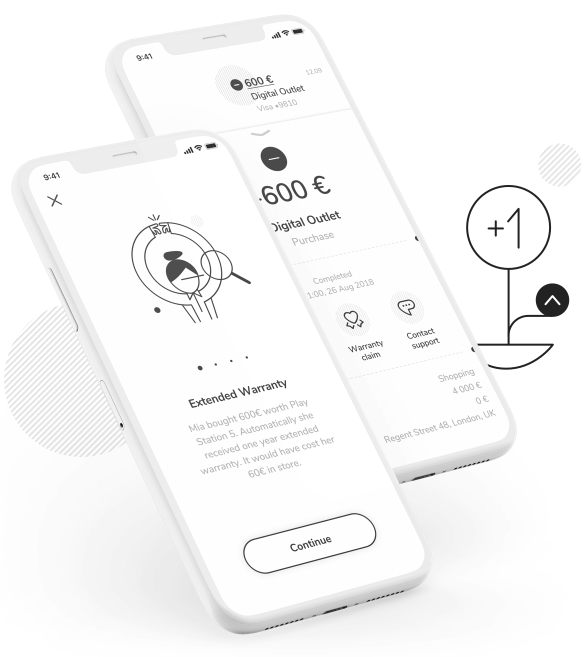 9:41
12:09
600 €
Digital Outlet
Visa •9810
-600 €
Digital Outlet
Purchase
Completed
1:00, 26 Aug 2018
Warranty
claim
Contact
support
Shopping
4 000 €
0 €
Regent Street 48, London, UK
9:41
Extended Warranty
Mia bought 600€ worth Play
Station 5. Automatically she
received one year extended
warranty. It would have cost her
60€ in store.
Continue
+1